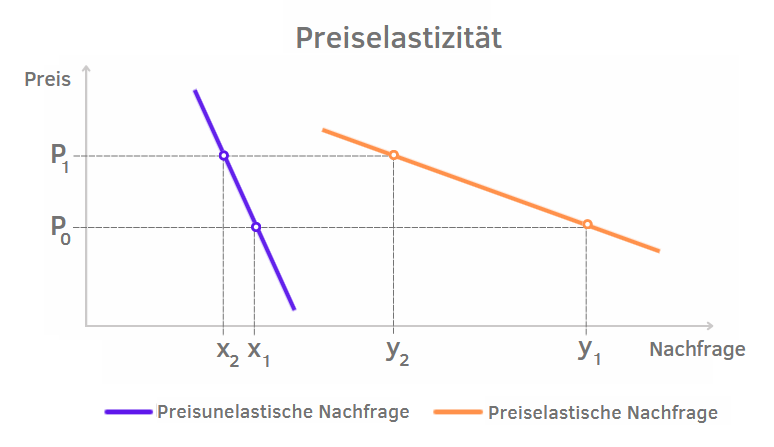 Preiselastizität
Preis
P1
P0
x2 x1 y2 y1 Nachfrage
Preisunelastische Nachfrage Preiselastische Nachfrage